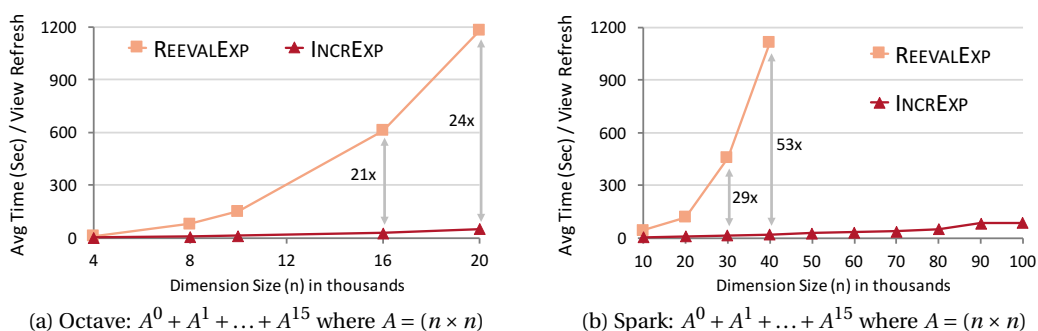 Avg Time (Sec) / View Refresh
1200
900
600
300
0
REEVALEXP
INCREXP
21x
24x
4
8
12
16
20
Dimension Size (n) in thousands
(a) Octave: A^0 + A^1 + … + A^15 where A = (n × n)
Avg Time (Sec) / View Refresh
1200
900
600
300
0
REEVALEXP
INCREXP
29x
53x
10 20 30 40 50 60 70 80 90 100
Dimension Size (n) in thousands
(b) Spark: A^0 + A^1 + … + A^15 where A = (n × n)